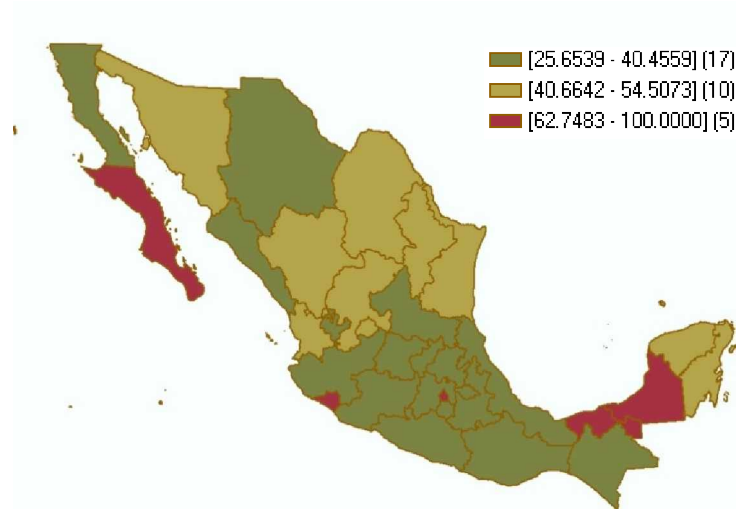 [25.6539 - 40.4559] (17)
[40.6642 - 54.5073] (10)
[62.7483 - 100.0000] (5)